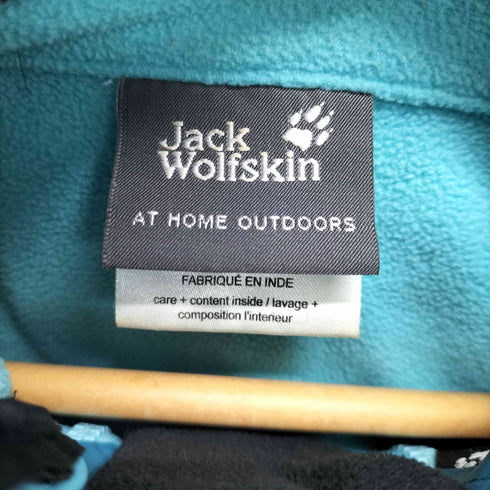 Jack
Wolfskin
AT HOME OUTDOORS
FABRIQUÉ EN INDE
care + content inside / lavage +
composition l'interieur